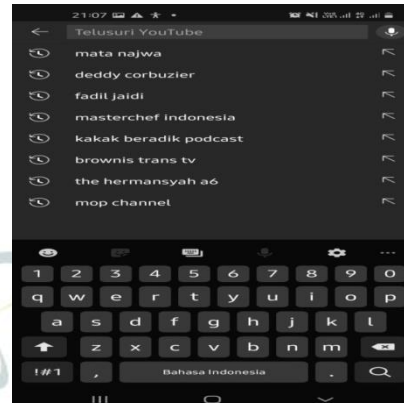 21:07
Telusuri YouTube
mata najwa
deddy corbuzier
fadil jaidi
masterchef indonesia
kakak beradik podcast
brownis trans tv
the hermansyah a6
mop channel
1 2 3 4 5 6 7 8 9 0
q w e r t y u i o p
a s d f g h j k l
z x c v b n m
!#1 , Bahasa Indonesia .